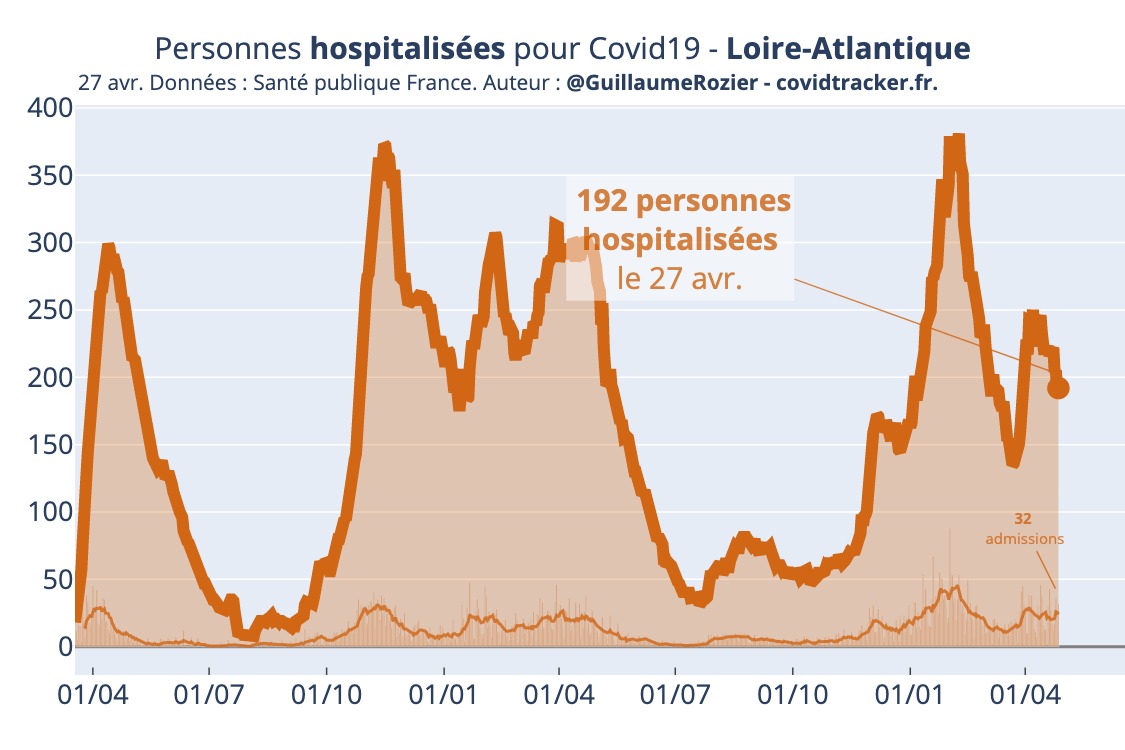 Personnes hospitalisées pour Covid19 - Loire-Atlantique
27 avr. Données : Santé publique France. Auteur : @GuillaumeRozier - covidtracker.fr.
400
350
300
250
200
150
100
50
0
192 personnes
hospitalisées
le 27 avr.
32
admissions
01/04 01/07 01/10 01/01 01/04 01/07 01/10 01/01 01/04